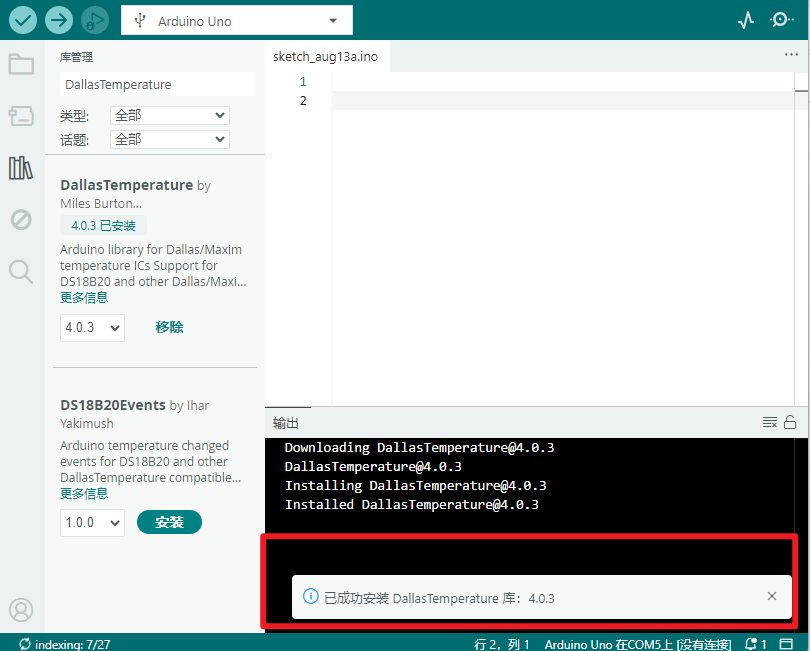 Arduino Uno
库管理
DallasTemperature
类型:
全部
话题:
全部
DallasTemperature by
Miles Burton...
4.0.3 已安装
Arduino library for Dallas/Maxim
temperature ICs Support for
DS18B20 and other Dallas/Maxi...
更多信息
4.0.3
移除
DS18B20Events by Ihar
Yakimush
Arduino temperature changed
events for DS18B20 and other
DallasTemperature compatible...
更多信息
1.0.0
安装
sketch_aug13a.ino
...
1
2
输出
Downloading DallasTemperature@4.0.3
DallasTemperature@4.0.3
Installing DallasTemperature@4.0.3
Installed DallasTemperature@4.0.3
已成功安装 DallasTemperature 库：4.0.3
indexing: 7/27
行 2，列 1
Arduino Uno 在COM5上 [没有连接]
1